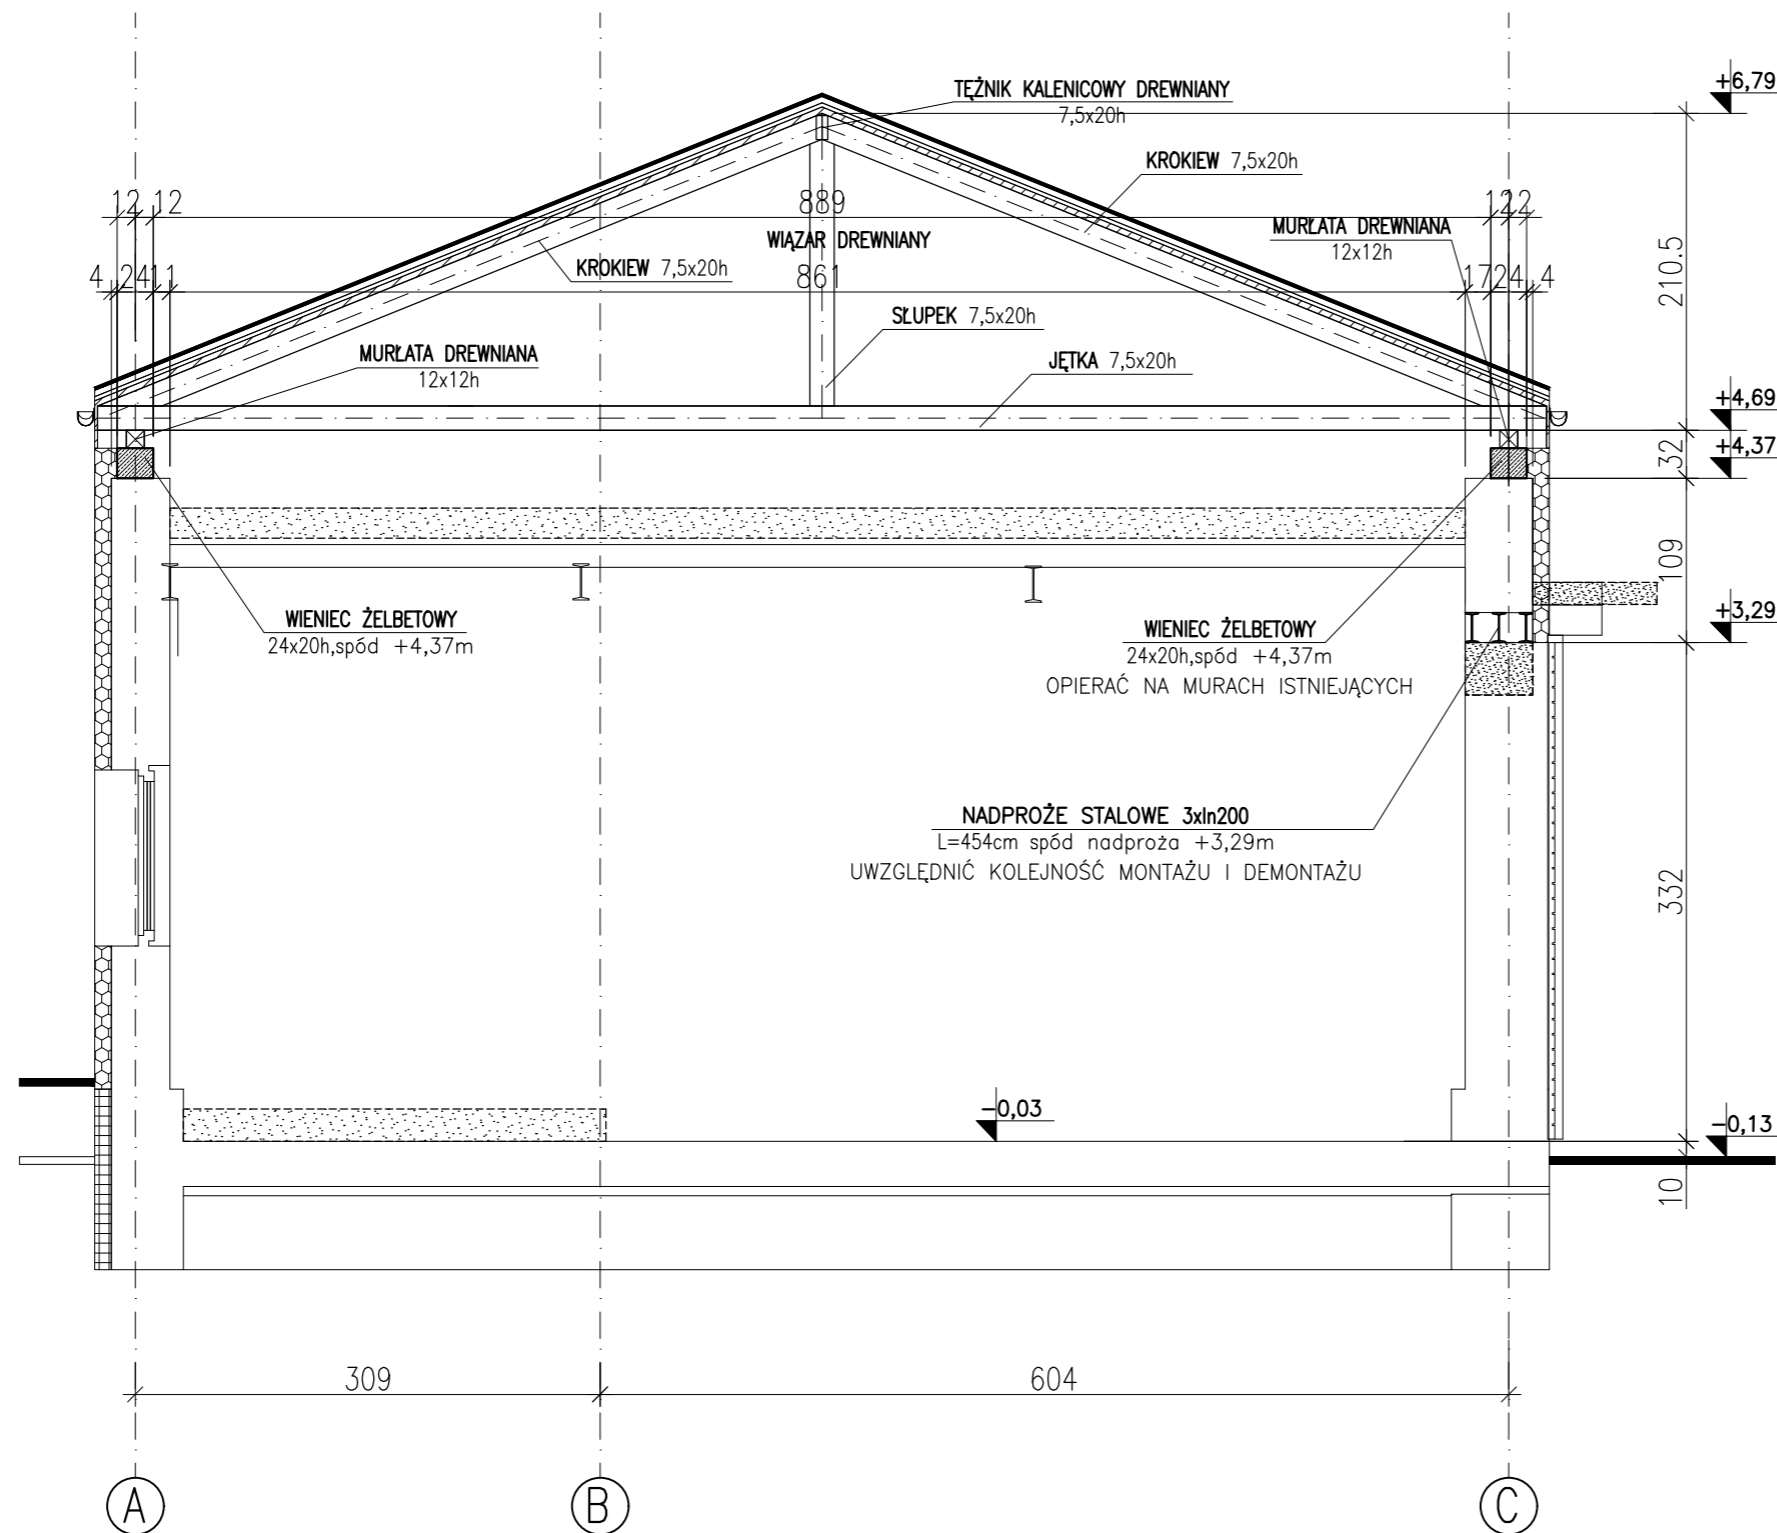 TĘŻNIK KALENICOWY DREWNIANY
7,5x20h
+6,79
KROKIEW 7,5x20h
12 12
889
12 12
MURŁATA DREWNIANA
12x12h
WIĄZAR DREWNIANY
KROKIEW 7,5x20h
4 24 11
861
17 24 4
210.5
SŁUPEK 7,5x20h
MURŁATA DREWNIANA
12x12h
JĘTKA 7,5x20h
+4,69
32
+4,37
109
WIENIEC ŻELBETOWY
24x20h,spód +4,37m
+3,29
WIENIEC ŻELBETOWY
24x20h,spód +4,37m
OPIERAĆ NA MURACH ISTNIEJĄCYCH
NADPROŻE STALOWE 3xIn200
L=454cm spód nadproża +3,29m
UWZGLĘDNIĆ KOLEJNOŚĆ MONTAŻU I DEMONTAŻU
332
-0,03
-0,13
10
309
604
A
B
C